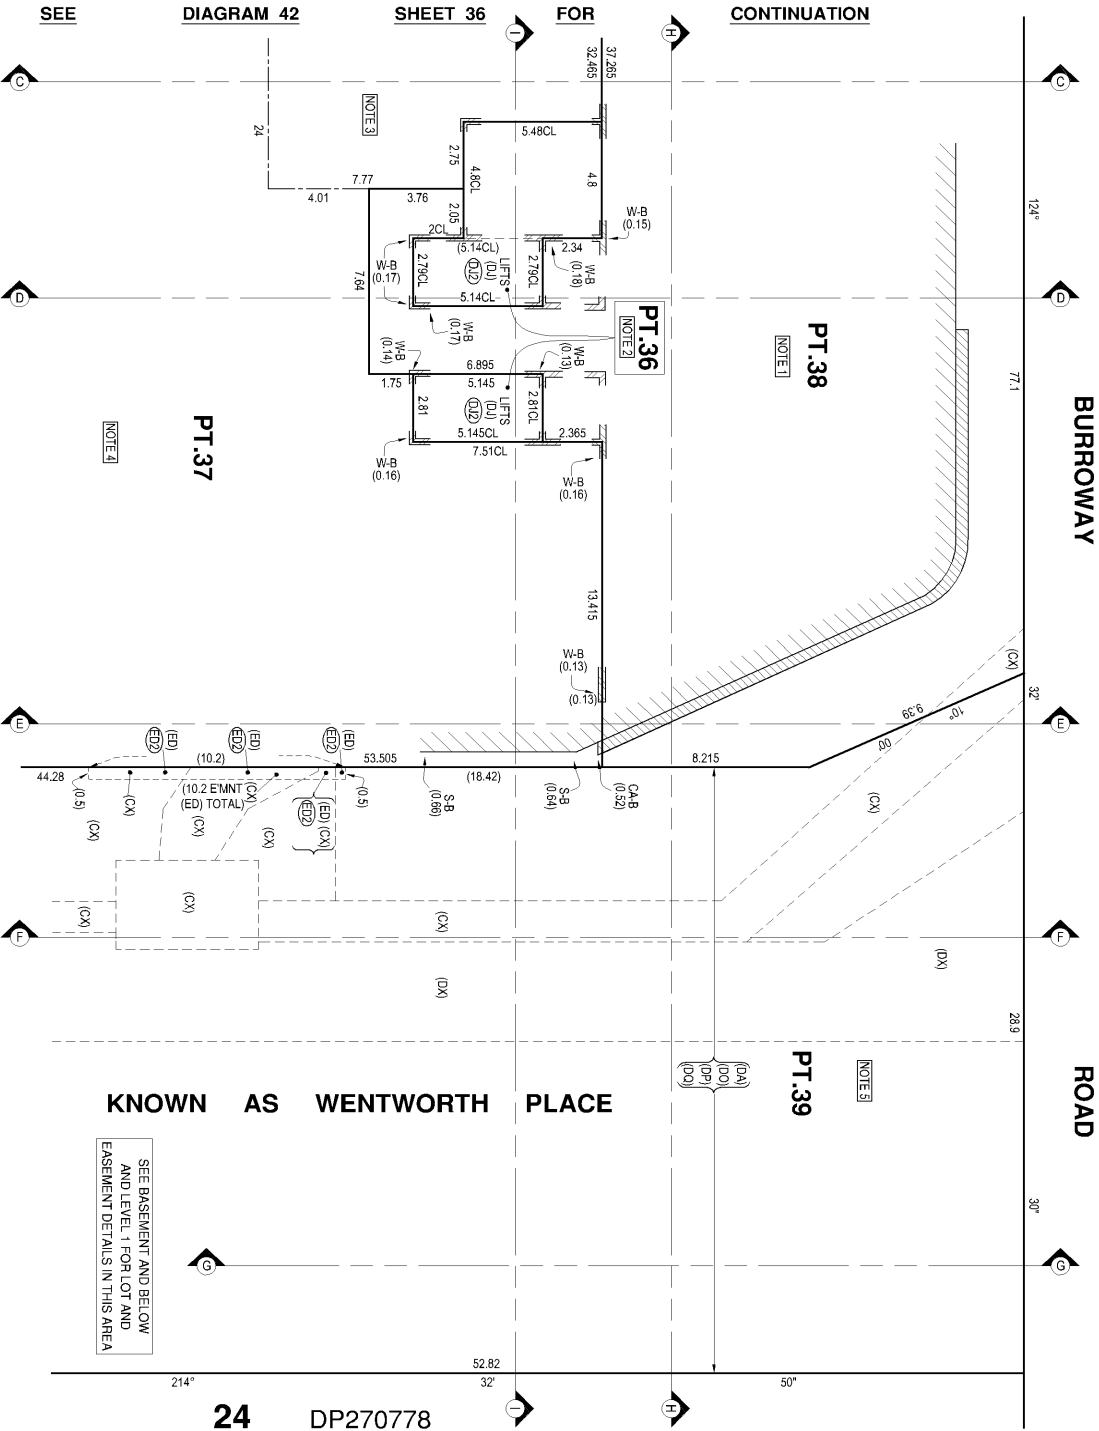 SEE DIAGRAM 42 SHEET 36 FOR CONTINUATION
I
H
C
C
37.265
32.465
NOTE 3
24
5.48CL
2.75
4.8CL
4.8
7.77
4.01
3.76
2.05
124°
W-B
(0.15)
2CL
(5.14CL)
2.34
W-B
(0.17)
2.79CL
LIFTS
(DJ)
(DJ2)
2.79CL
W-B
(0.18)
7.64
5.14CL
D
D
W-B
(0.17)
PT.36
NOTE 2
PT.38
NOTE 1
W-B
(0.14)
W-B
(0.13)
6.895
1.75
5.145
77.1
2.81
LIFTS
(DJ)
(DJ2)
2.81CL
BURROWAY
PT.37
NOTE 4
5.145CL
2.365
7.51CL
W-B
(0.16)
W-B
(0.16)
13.415
W-B
(0.13)
(0.13)
(CX)
32'
E
E
9.39
10°
00'
(ED)
(ED2)
(ED)
(ED2)
(ED)
(ED2)
(10.2)
53.505
8.215
44.28
(18.42)
(0.5)
(CX)
(10.2 E'MNT
(ED) TOTAL)
(CX)
(0.5)
S-B
(0.66)
S-B
(0.64)
CA-B
(0.52)
(CX)
(CX)
(CX)
(CX)
(ED) (CX)
(ED2)
(CX)
(CX)
(CX)
F
F
(DX)
(DX)
28.9
(DA)
(DO)
(DP)
(DQ)
PT.39
NOTE 5
ROAD
KNOWN AS WENTWORTH PLACE
SEE BASEMENT AND BELOW
AND LEVEL 1 FOR LOT AND
EASEMENT DETAILS IN THIS AREA
30"
G
G
52.82
214°
32'
50"
I
H
24
DP270778